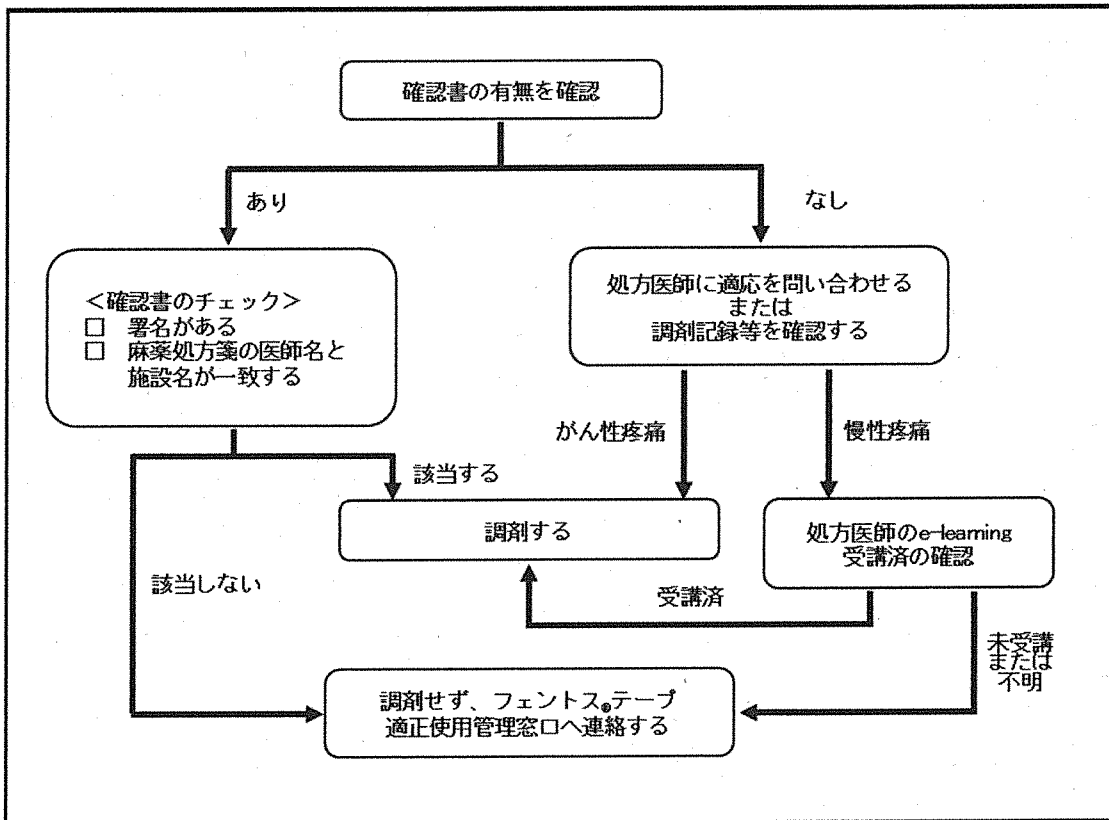 確認書の有無を確認
あり
なし
＜確認書のチェック＞
□ 署名がある
□ 麻薬処方箋の医師名と
施設名が一致する
処方医師に適応を問い合わせる
または
調剤記録等を確認する
がん性疼痛
慢性疼痛
該当する
調剤する
処方医師のe-learning
受講済の確認
該当しない
受講済
未受講
または
不明
調剤せず、フェントス®テープ
適正使用管理窓口へ連絡する